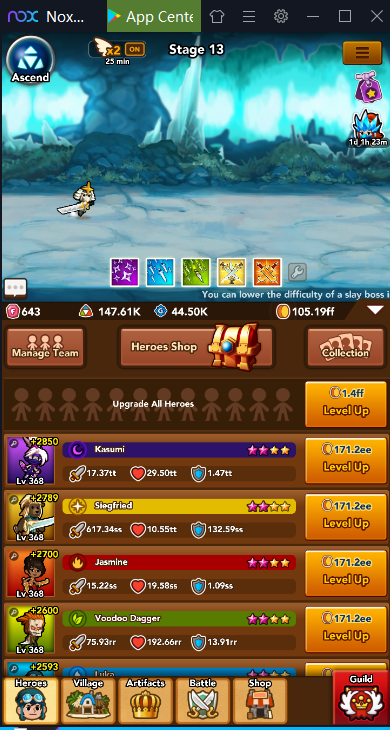 nox Nox... App Cente
Ascend
x2 ON
25 min
Stage 13
1d 1h 23m
You can lower the difficulty of a slay boss i
643 147.61K 44.50K 105.19ff
Manage Team
Heroes Shop
Collection
Upgrade All Heroes
1.4ff
Level Up
+2850
Kasumi
Lv 368
17.37tt 29.50tt 1.47tt
171.2ee
Level Up
+2789
Siegfried
Lv 368
617.34ss 10.55tt 132.59ss
171.2ee
Level Up
+2700
Jasmine
Lv 368
15.22ss 19.58ss 1.09ss
171.2ee
Level Up
+2600
Voodoo Dagger
Lv 368
75.93rr 192.66rr 13.91rr
171.2ee
Level Up
+2593
Luke
Heroes Village Artifacts Battle Shop Guild